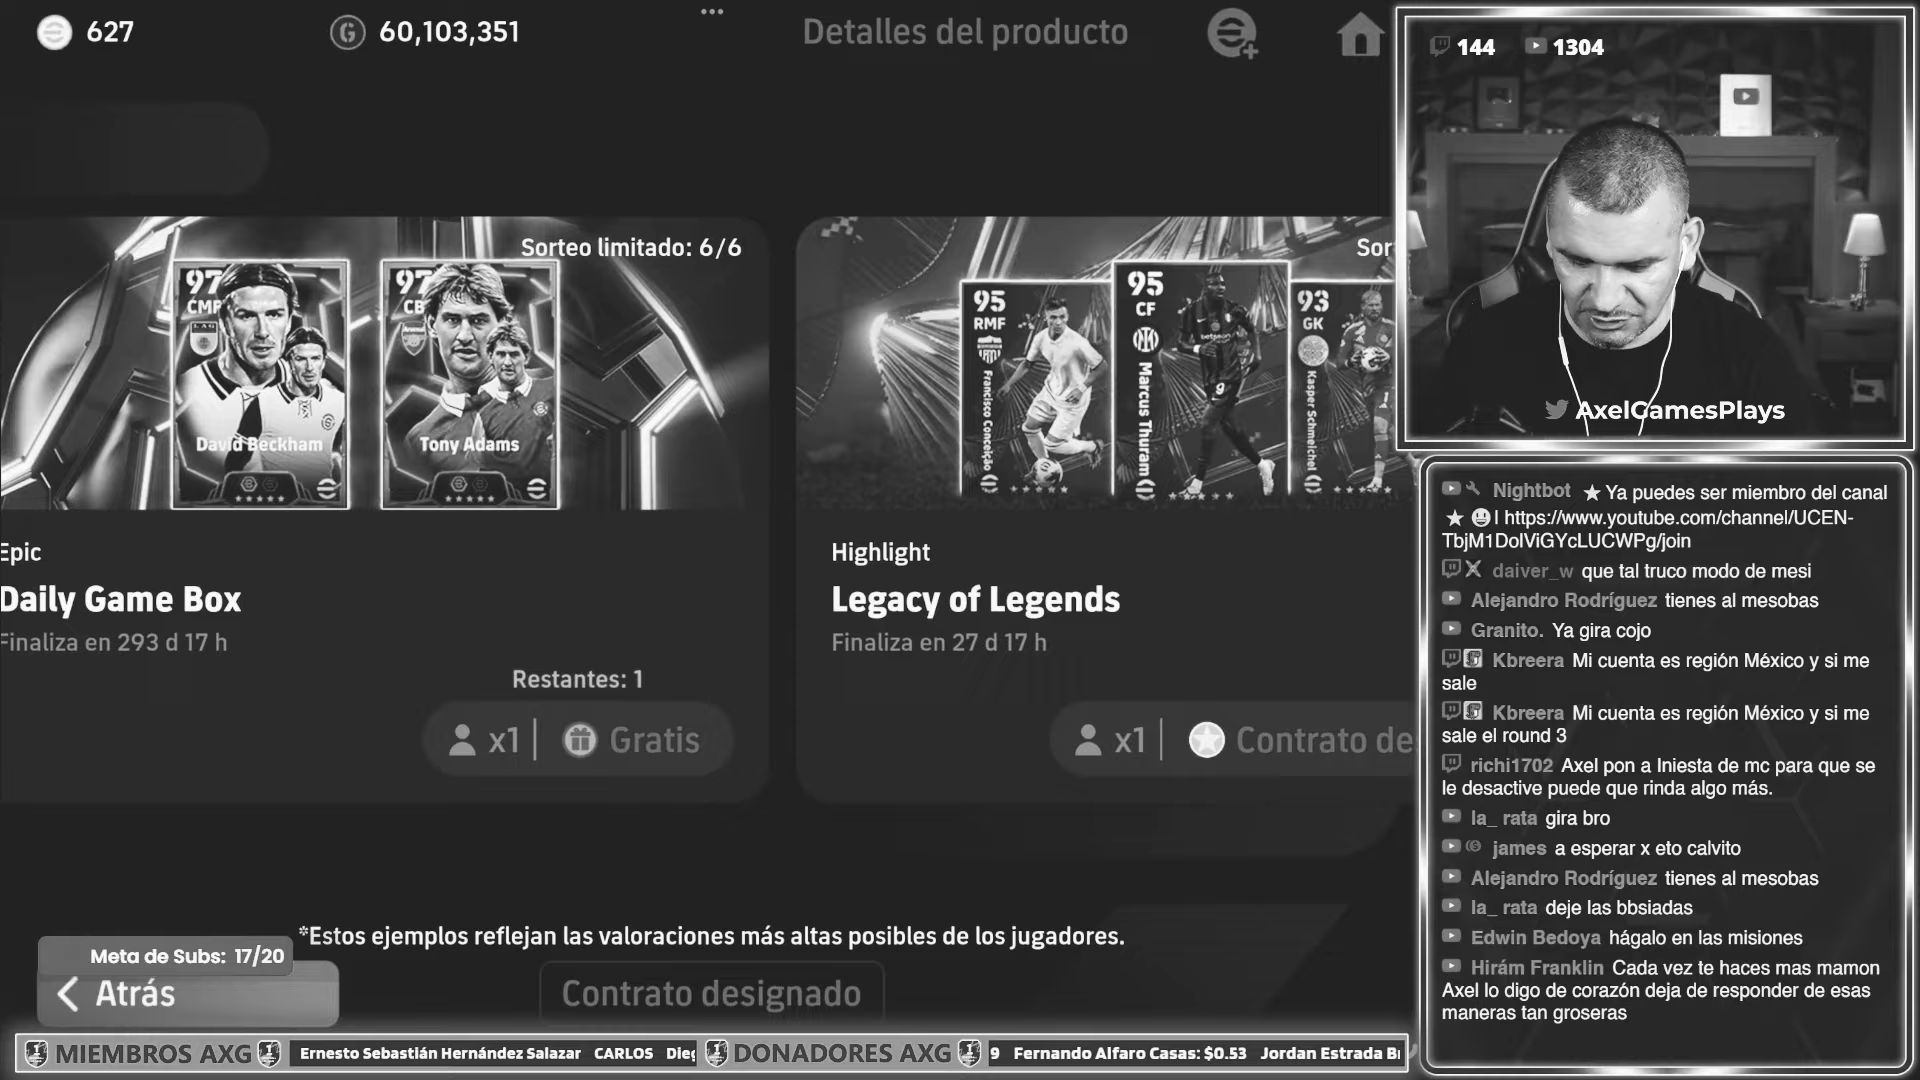 627
60,103,351
Detalles del producto
144
1304
Sorteo limitado: 6/6
97
CMF
David Beckham
97
CB
Tony Adams
Epic
Daily Game Box
Finaliza en 293 d 17 h
Restantes: 1
x1 | Gratis
Sor
95
RMF
Francisco Conceição
95
CF
Marcus Thuram
9
93
GK
Kasper Schmeichel
Highlight
Legacy of Legends
Finaliza en 27 d 17 h
x1 | Contrato de
*Estos ejemplos reflejan las valoraciones más altas posibles de los jugadores.
Meta de Subs: 17/20
Atrás
Contrato designado
MIEMBROS AXG
Ernesto Sebastián Hernández Salazar CARLOS Dieg
DONADORES AXG
9 Fernando Alfaro Casas: $0.53 Jordan Estrada B
AxelGamesPlays
Nightbot ★ Ya puedes ser miembro del canal
★ 😀 | https://www.youtube.com/channel/UCEN-
TbjM1DolViGYcLUCWPg/join
daiver_w que tal truco modo de mesi
Alejandro Rodríguez tienes al mesobas
Granito. Ya gira cojo
Kbreera Mi cuenta es región México y si me
sale
Kbreera Mi cuenta es región México y si me
sale el round 3
richi1702 Axel pon a Iniesta de mc para que se
le desactive puede que rinda algo más.
la_ rata gira bro
james a esperar x eto calvito
Alejandro Rodríguez tienes al mesobas
la_ rata deje las bbsiadas
Edwin Bedoya hágalo en las misiones
Hirám Franklin Cada vez te haces mas mamon
Axel lo digo de corazón deja de responder de esas
maneras tan groseras